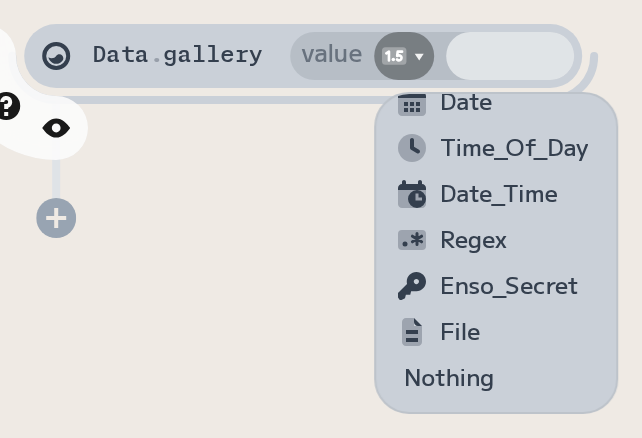 Data.gallery value 1.5
Date
Time_Of_Day
Date_Time
Regex
Enso_Secret
File
Nothing